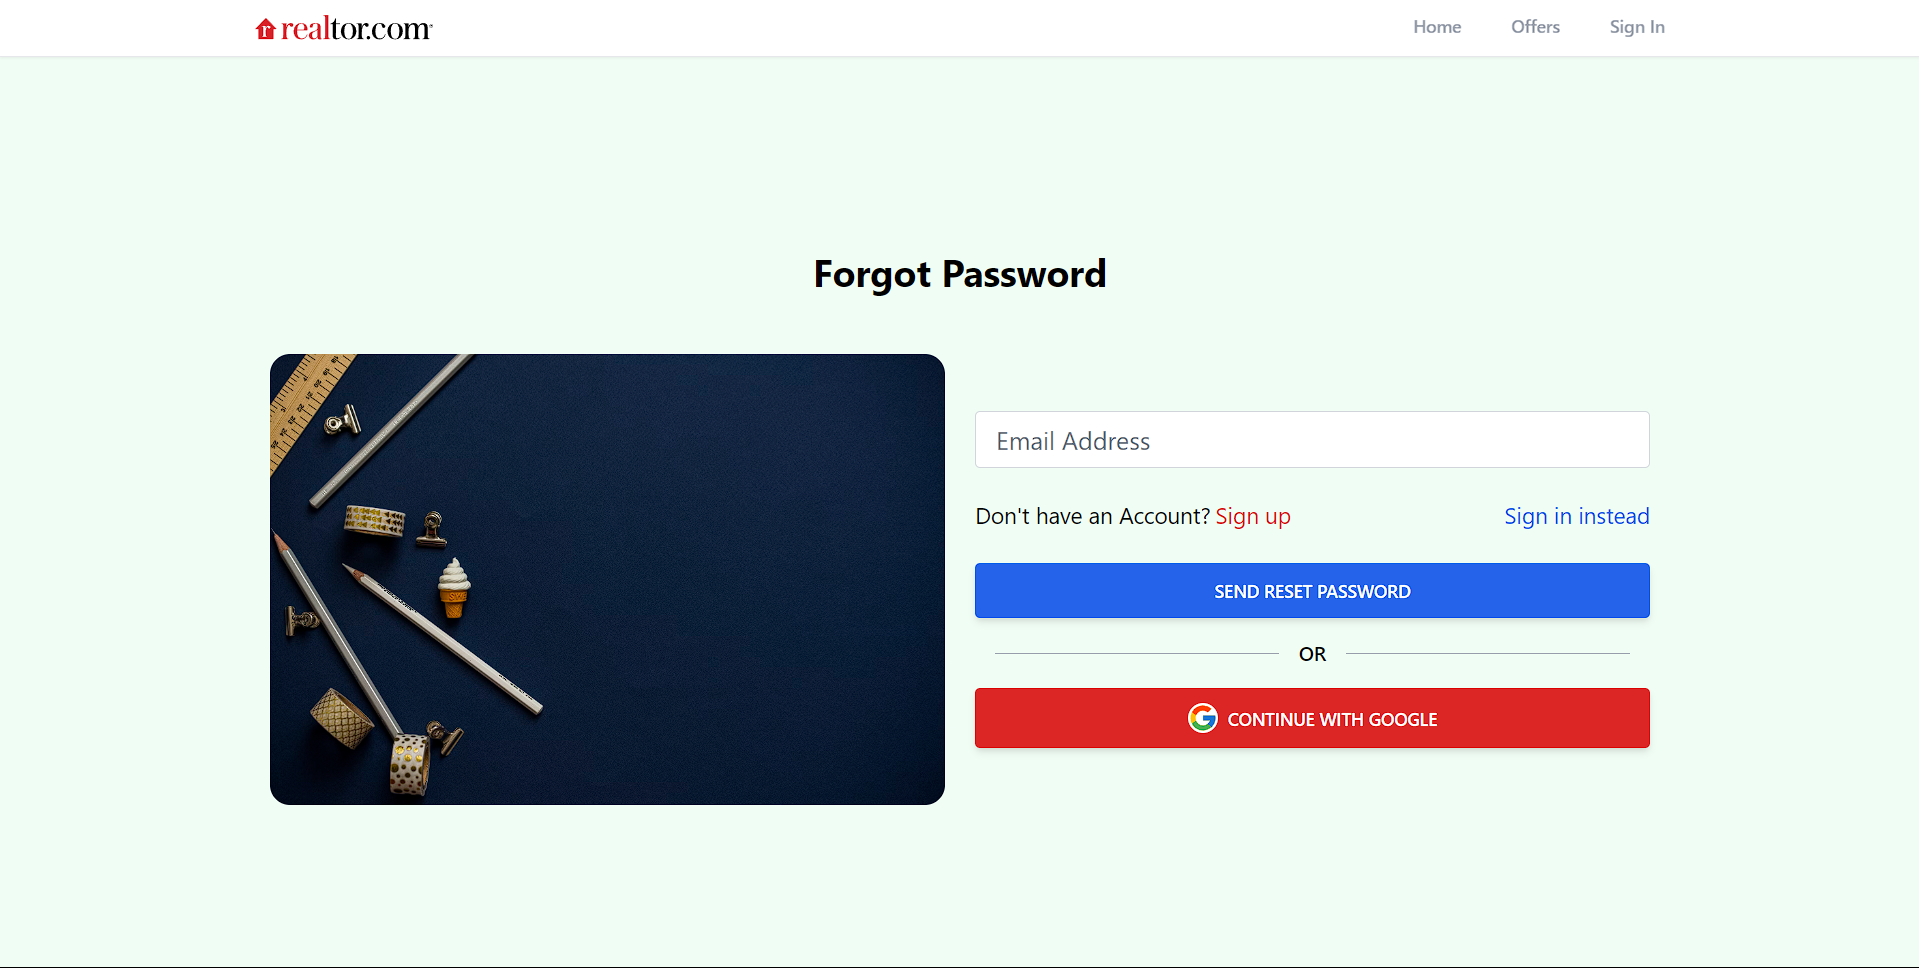 realtor.com
Home
Offers
Sign In
Forgot Password
Email Address
Don't have an Account? Sign up
Sign in instead
SEND RESET PASSWORD
OR
CONTINUE WITH GOOGLE